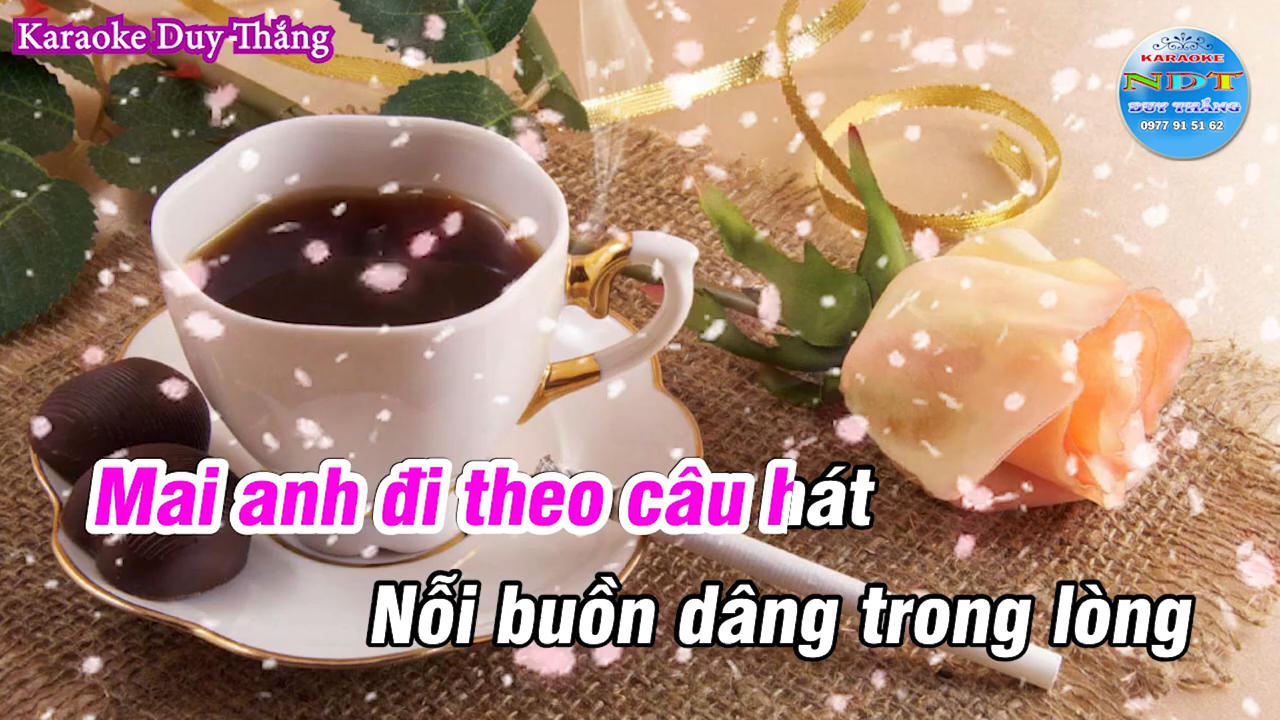 Karaoke Duy Thắng
KARAOKE
NDT
DUY THẮNG
0977 91 51 62
Mai anh đi theo câu hát
Nỗi buồn dâng trong lòng